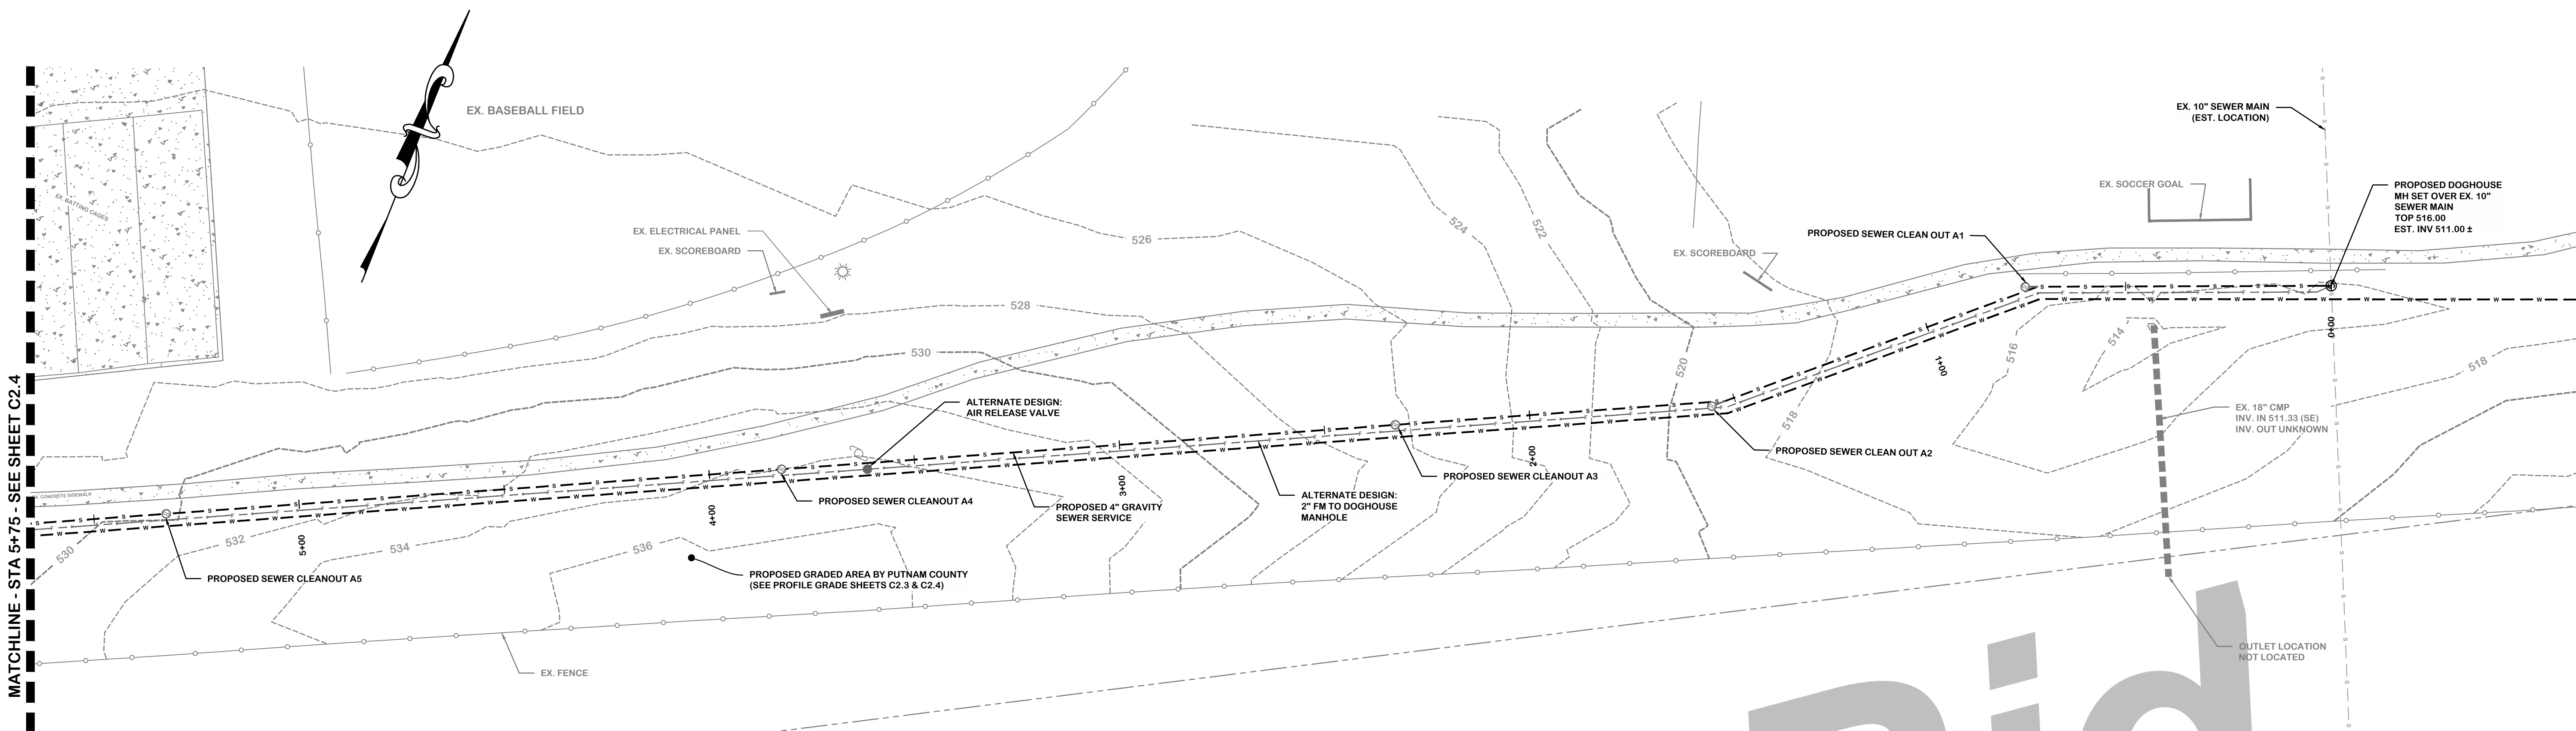 EX. BASEBALL FIELD
EX. BATTING CAGES
EX. ELECTRICAL PANEL
EX. SCOREBOARD
526
528
530
524
522
520
EX. SCOREBOARD
PROPOSED SEWER CLEAN OUT A1
EX. SOCCER GOAL
EX. 10" SEWER MAIN
(EST. LOCATION)
PROPOSED DOGHOUSE
MH SET OVER EX. 10"
SEWER MAIN
TOP 516.00
EST. INV 511.00 ±
0+00
1+00
2+00
3+00
4+00
5+00
514
516
518
518
EX. 18" CMP
INV. IN 511.33 (SE)
INV. OUT UNKNOWN
PROPOSED SEWER CLEAN OUT A2
PROPOSED SEWER CLEANOUT A3
ALTERNATE DESIGN:
AIR RELEASE VALVE
ALTERNATE DESIGN:
2" FM TO DOGHOUSE
MANHOLE
PROPOSED 4" GRAVITY
SEWER SERVICE
PROPOSED SEWER CLEANOUT A4
PROPOSED SEWER CLEANOUT A5
CONCRETE SIDEWALK
530
532
534
536
PROPOSED GRADED AREA BY PUTNAM COUNTY
(SEE PROFILE GRADE SHEETS C2.3 & C2.4)
EX. FENCE
OUTLET LOCATION
NOT LOCATED
MATCHLINE - STA 5+75 - SEE SHEET C2.4
Bid